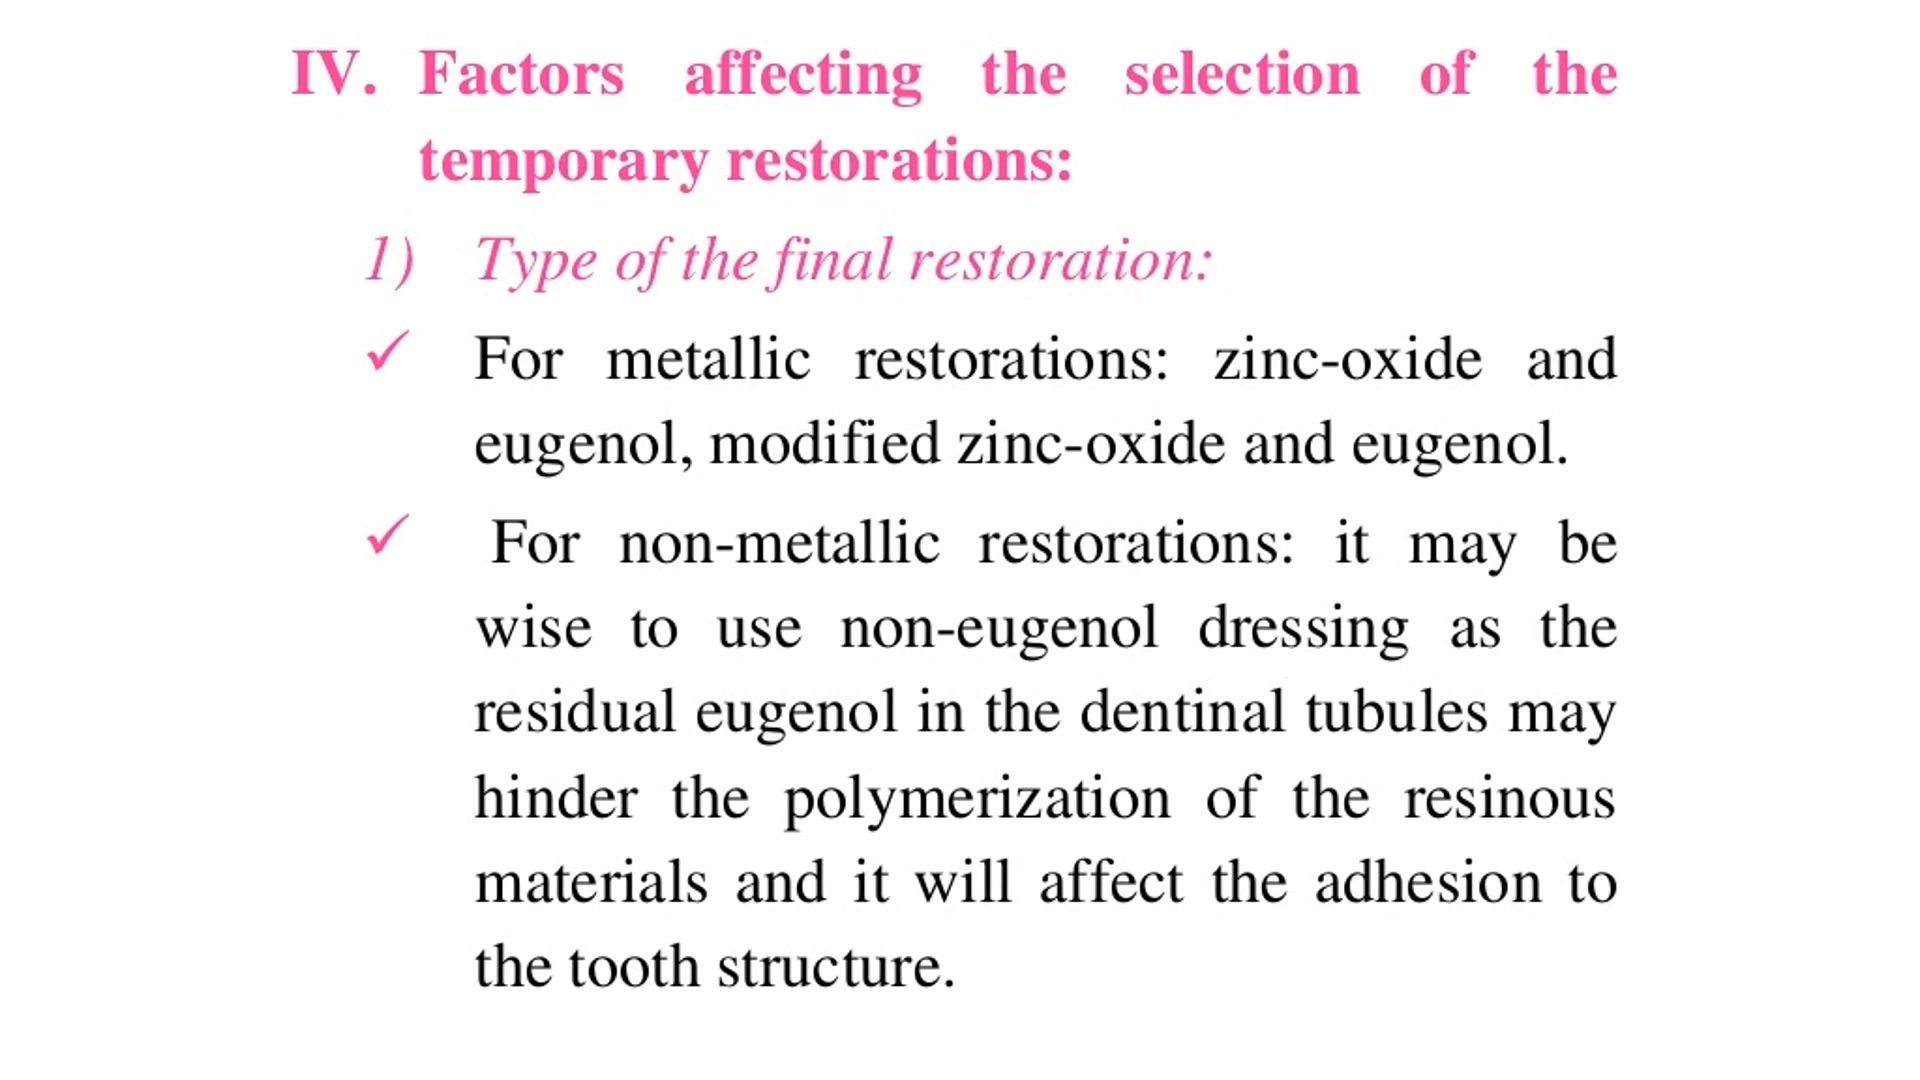 IV. Factors affecting the selection of the
temporary restorations:
1) Type of the final restoration:
✓ For metallic restorations: zinc-oxide and
eugenol, modified zinc-oxide and eugenol.
✓ For non-metallic restorations: it may be
wise to use non-eugenol dressing as the
residual eugenol in the dentinal tubules may
hinder the polymerization of the resinous
materials and it will affect the adhesion to
the tooth structure.